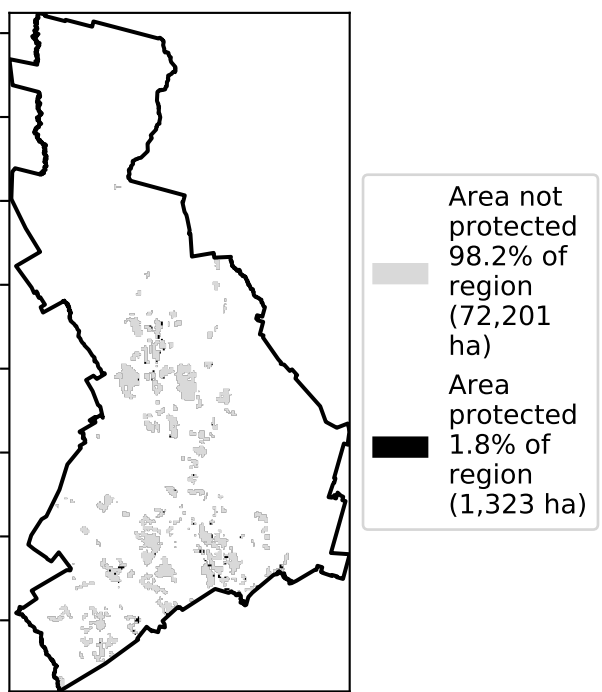 Area not
protected
98.2% of
region
(72,201
ha)
Area
protected
1.8% of
region
(1,323 ha)